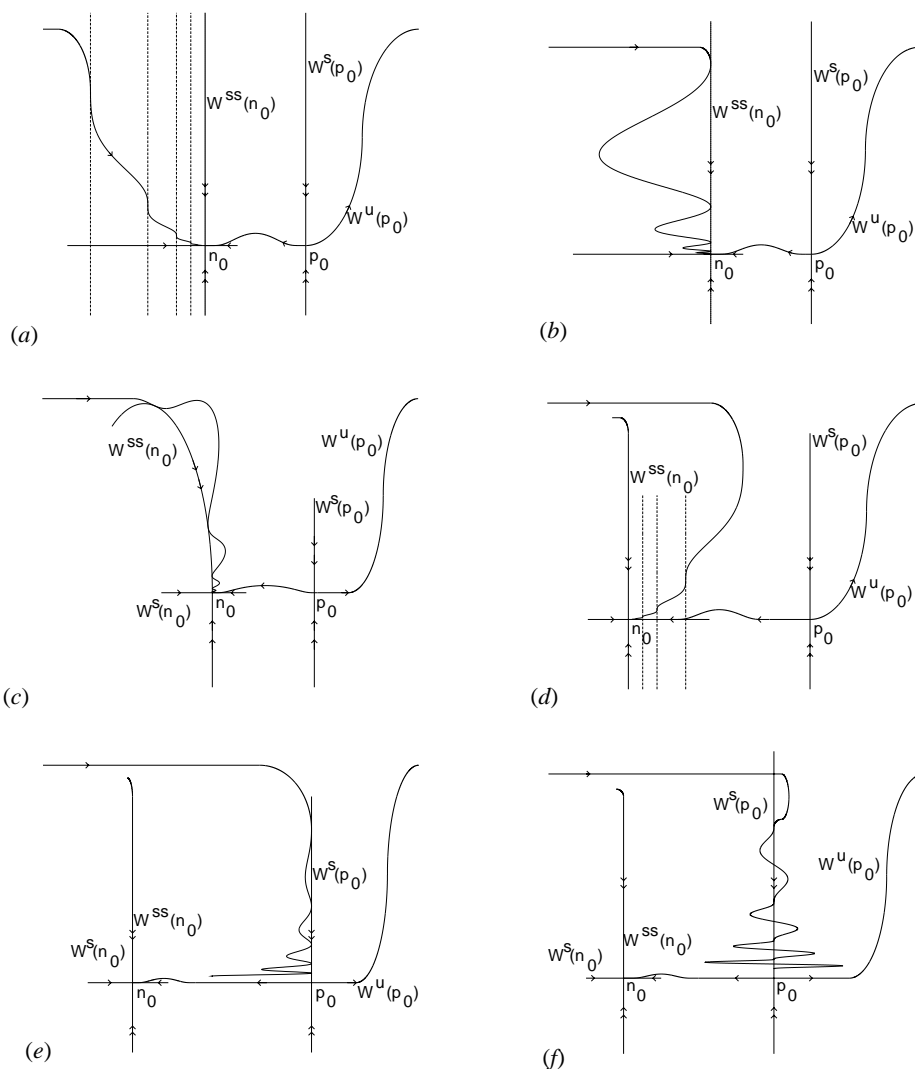 W^s(p_0)
W^ss(n_0)
W^u(p_0)
n_0 p_0
(a)
W^s(p_0)
W^ss(n_0)
W^u(p_0)
n_0 p_0
(b)
W^ss(n_0)
W^u(p_0)
W^s(p_0)
W^s(n_0) n_0 p_0
(c)
W^s(p_0)
W^ss(n_0)
W^u(p_0)
n_0 p_0
(d)
W^s(p_0)
W^ss(n_0)
W^s(n_0)
n_0 p_0 W^u(p_0)
(e)
W^s(p_0)
W^u(p_0)
W^ss(n_0)
W^s(n_0)
n_0 p_0
(f)